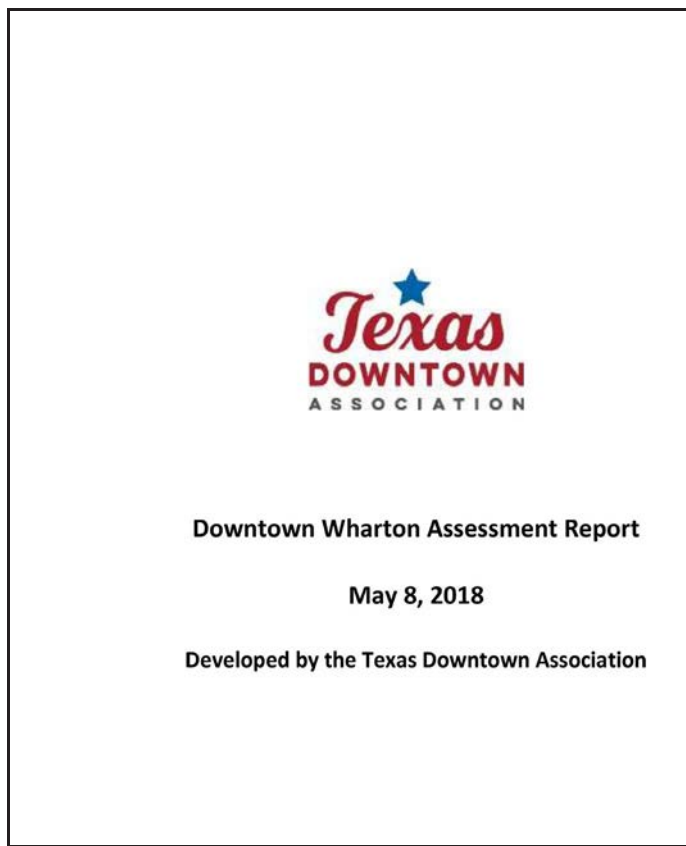 Texas
DOWNTOWN
ASSOCIATION
Downtown Wharton Assessment Report
May 8, 2018
Developed by the Texas Downtown Association